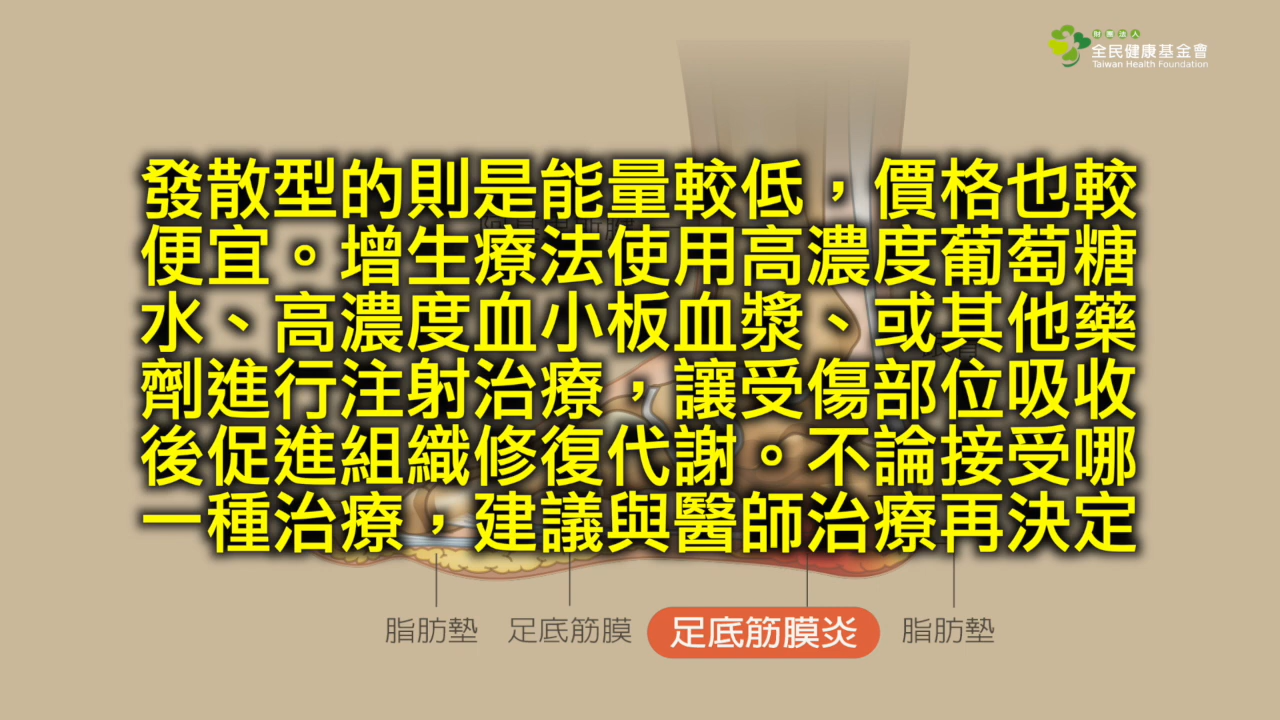 財團法人
全民健康基金會
Taiwan Health Foundation
發散型的則是能量較低，價格也較
便宜。增生療法使用高濃度葡萄糖
水、高濃度血小板血漿、或其他藥
劑進行注射治療，讓受傷部位吸收
後促進組織修復代謝。不論接受哪
一種治療，建議與醫師治療再決定
脂肪墊
足底筋膜
足底筋膜炎
脂肪墊